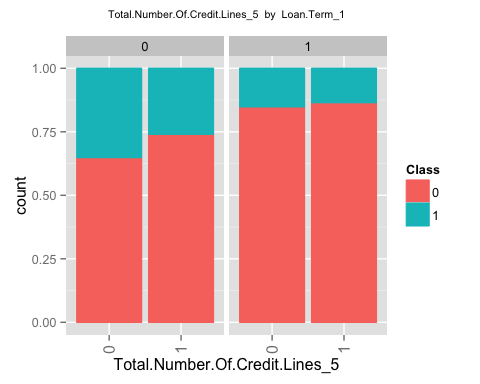 Total.Number.Of.Credit.Lines_5 by Loan.Term_1
0 1
1.00
0.75
0.50
0.25
0.00
count
0 1 0 1
Total.Number.Of.Credit.Lines_5
Class
0
1